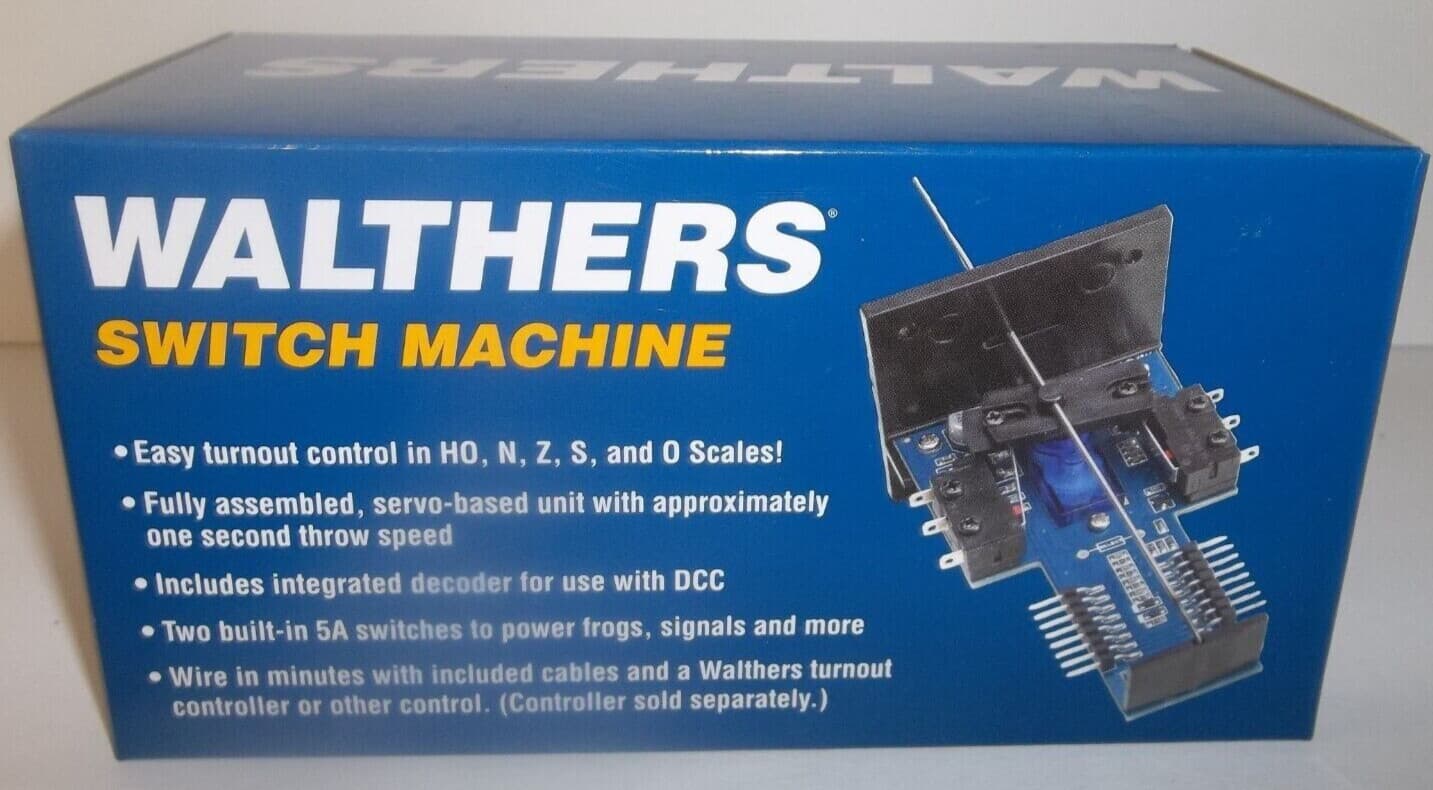 WALTHERS
WALTHERS®
SWITCH MACHINE
• Easy turnout control in HO, N, Z, S, and O Scales!
• Fully assembled, servo-based unit with approximately
one second throw speed
• Includes integrated decoder for use with DCC
• Two built-in 5A switches to power frogs, signals and more
• Wire in minutes with included cables and a Walthers turnout
controller or other control. (Controller sold separately.)